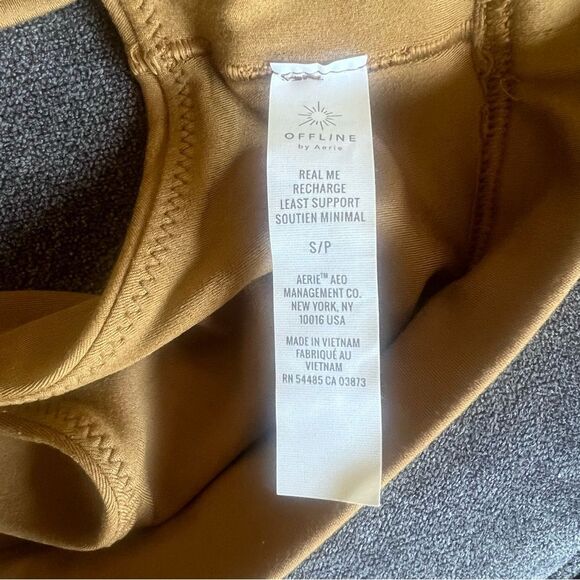 OFFLINE
by Aerie
REAL ME
RECHARGE
LEAST SUPPORT
SOUTIEN MINIMAL
S/P
AERIE™ AEO
MANAGEMENT CO.
NEW YORK, NY
10016 USA
MADE IN VIETNAM
FABRIQUÉ AU
VIETNAM
RN 54485 CA 03873